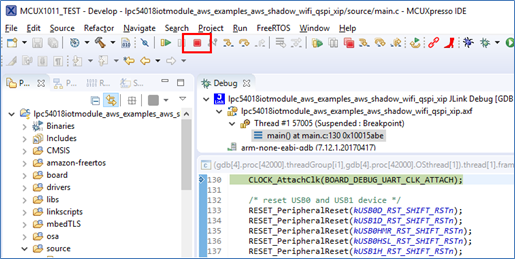 MCUX1011_TEST - Develop - lpc54018iotmodule_aws_examples_aws_shadow_wifi_qspi_xip/source/main.c - MCUXpresso IDE
File Edit Source Refactor Navigate Search Project Run FreeRTOS Window Help
P...
lpc54018iotmodule_aws_examples_aws_s
Binaries
Includes
CMSIS
amazon-freertos
board
drivers
libs
linkscripts
mbedTLS
osa
source
Debug
lpc54018iotmodule_aws_examples_aws_shadow_wifi_qspi_xip JLink Debug [GDB
lpc54018iotmodule_aws_examples_aws_shadow_wifi_qspi_xip.axf
Thread #1 57005 (Suspended : Breakpoint)
main() at main.c:130 0x10015abe
arm-none-eabi-gdb (7.12.1.20170417)
(gdb[4].proc[42000].threadGroup[i1],gdb[4].proc[42000].OSthread[1]).thread[1].frame
130 CLOCK_AttachClk(BOARD_DEBUG_UART_CLK_ATTACH);
131
132 /* reset USB0 and USB1 device */
133 RESET_PeripheralReset(kUSB0D_RST_SHIFT_RSTn);
134 RESET_PeripheralReset(kUSB1D_RST_SHIFT_RSTn);
135 RESET_PeripheralReset(kUSB0HMR_RST_SHIFT_RSTn);
136 RESET_PeripheralReset(kUSB0HSL_RST_SHIFT_RSTn);
137 RESET_PeripheralReset(kUSB1H_RST_SHIFT_RSTn);